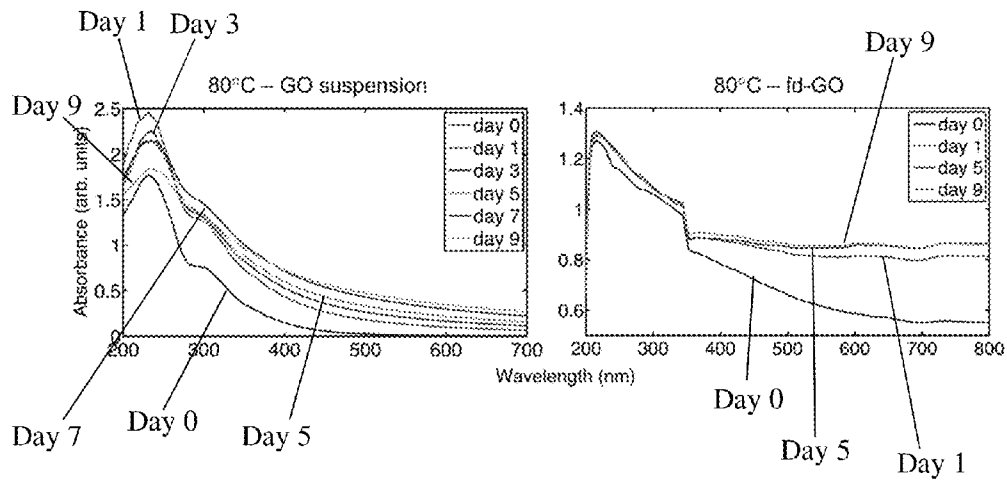 Day 1
Day 3
Day 9
80°C – GO suspension
Absorbance (arb. units)
2.5
2
1.5
1
0.5
0
200
300
400
500
600
700
day 0
day 1
day 3
day 5
day 7
day 9
Day 7
Day 0
Day 5
Wavelength (nm)
Day 9
80°C – fd-GO
1.4
1.2
1
0.8
0.6
200
300
400
500
600
700
800
day 0
day 1
day 5
day 9
Day 0
Day 5
Day 1